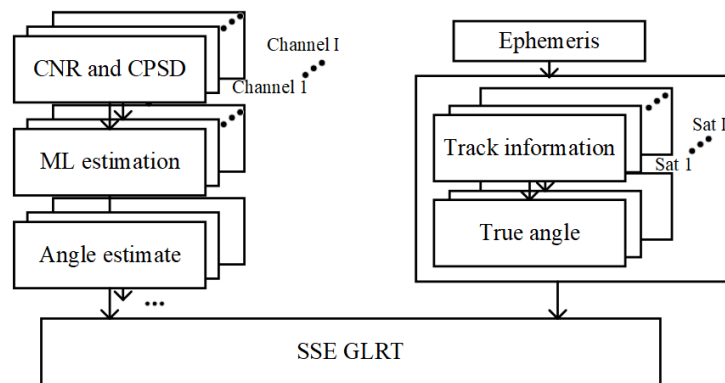 CNR and CPSD
Channel I
Channel 1
ML estimation
Angle estimate
...
Ephemeris
Track information
Sat I
Sat 1
True angle
SSE GLRT